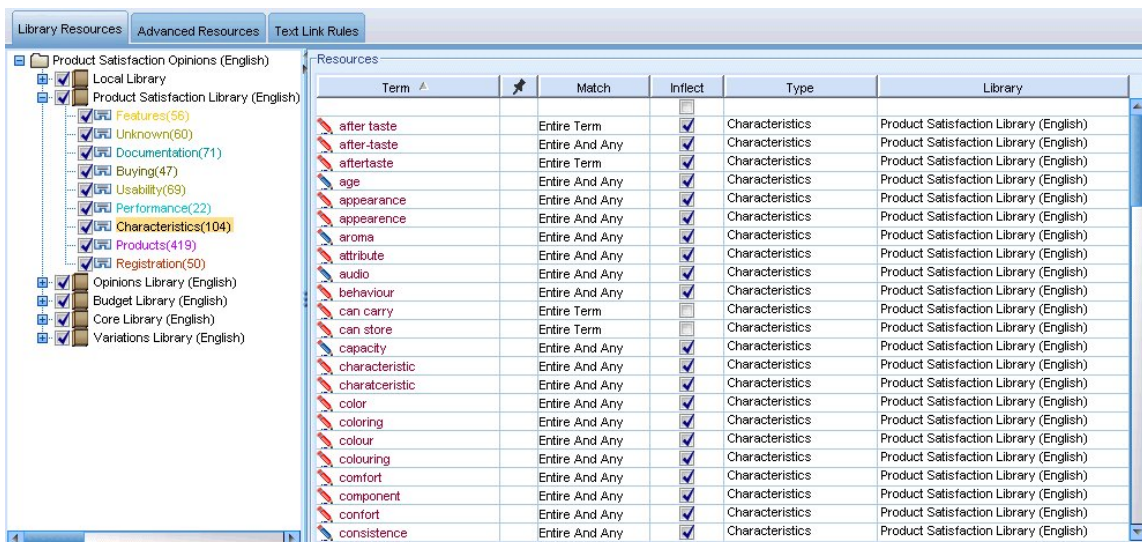 Library Resources Advanced Resources Text Link Rules
Product Satisfaction Opinions (English)
Local Library
Product Satisfaction Library (English)
Features(56)
Unknown(60)
Documentation(71)
Buying(47)
Usability(69)
Performance(22)
Characteristics(104)
Products(419)
Registration(50)
Opinions Library (English)
Budget Library (English)
Core Library (English)
Variations Library (English)
Resources
Term Match Inflect Type Library
after taste Entire Term Characteristics Product Satisfaction Library (English)
after-taste Entire And Any Characteristics Product Satisfaction Library (English)
aftertaste Entire Term Characteristics Product Satisfaction Library (English)
age Entire And Any Characteristics Product Satisfaction Library (English)
appearance Entire And Any Characteristics Product Satisfaction Library (English)
appearence Entire And Any Characteristics Product Satisfaction Library (English)
aroma Entire And Any Characteristics Product Satisfaction Library (English)
attribute Entire And Any Characteristics Product Satisfaction Library (English)
audio Entire And Any Characteristics Product Satisfaction Library (English)
behaviour Entire And Any Characteristics Product Satisfaction Library (English)
can carry Entire Term Characteristics Product Satisfaction Library (English)
can store Entire Term Characteristics Product Satisfaction Library (English)
capacity Entire And Any Characteristics Product Satisfaction Library (English)
characteristic Entire And Any Characteristics Product Satisfaction Library (English)
charatceristic Entire And Any Characteristics Product Satisfaction Library (English)
color Entire And Any Characteristics Product Satisfaction Library (English)
coloring Entire And Any Characteristics Product Satisfaction Library (English)
colour Entire And Any Characteristics Product Satisfaction Library (English)
colouring Entire And Any Characteristics Product Satisfaction Library (English)
comfort Entire And Any Characteristics Product Satisfaction Library (English)
component Entire And Any Characteristics Product Satisfaction Library (English)
confort Entire And Any Characteristics Product Satisfaction Library (English)
consistence Entire And Any Characteristics Product Satisfaction Library (English)